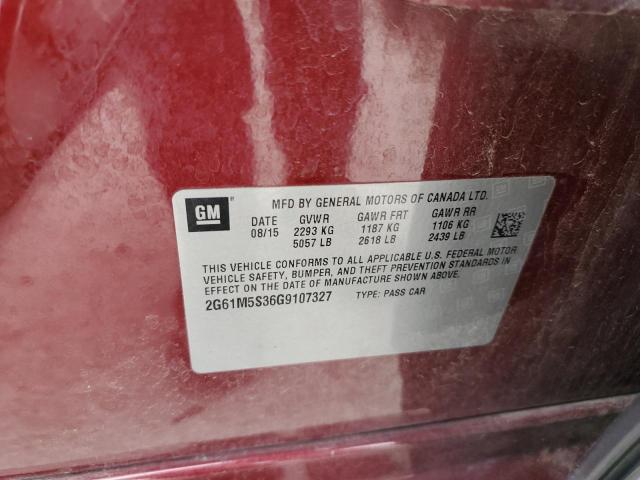 GM
MFD BY GENERAL MOTORS OF CANADA LTD.
DATE GVWR GAWR FRT GAWR RR
08/15 2293 KG 1187 KG 1106 KG
5057 LB 2618 LB 2439 LB
THIS VEHICLE CONFORMS TO ALL APPLICABLE U.S. FEDERAL MOTOR
VEHICLE SAFETY, BUMPER, AND THEFT PREVENTION STANDARDS IN
EFFECT ON THE DATE OF MANUFACTURE SHOWN ABOVE.
2G61M5S36G9107327 TYPE: PASS CAR